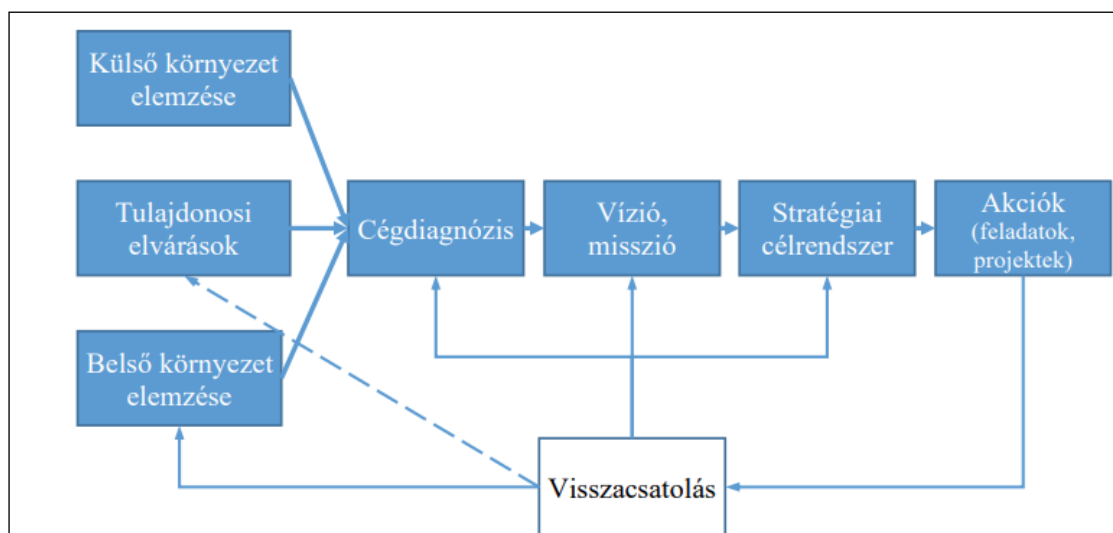 Külső környezet
elemzése
Tulajdonosi
elvárások
Belső környezet
elemzése
Cégdiagnózis
Vízió,
misszió
Stratégiai
célrendszer
Akciók
(feladatok,
projektek)
Visszacsatolás